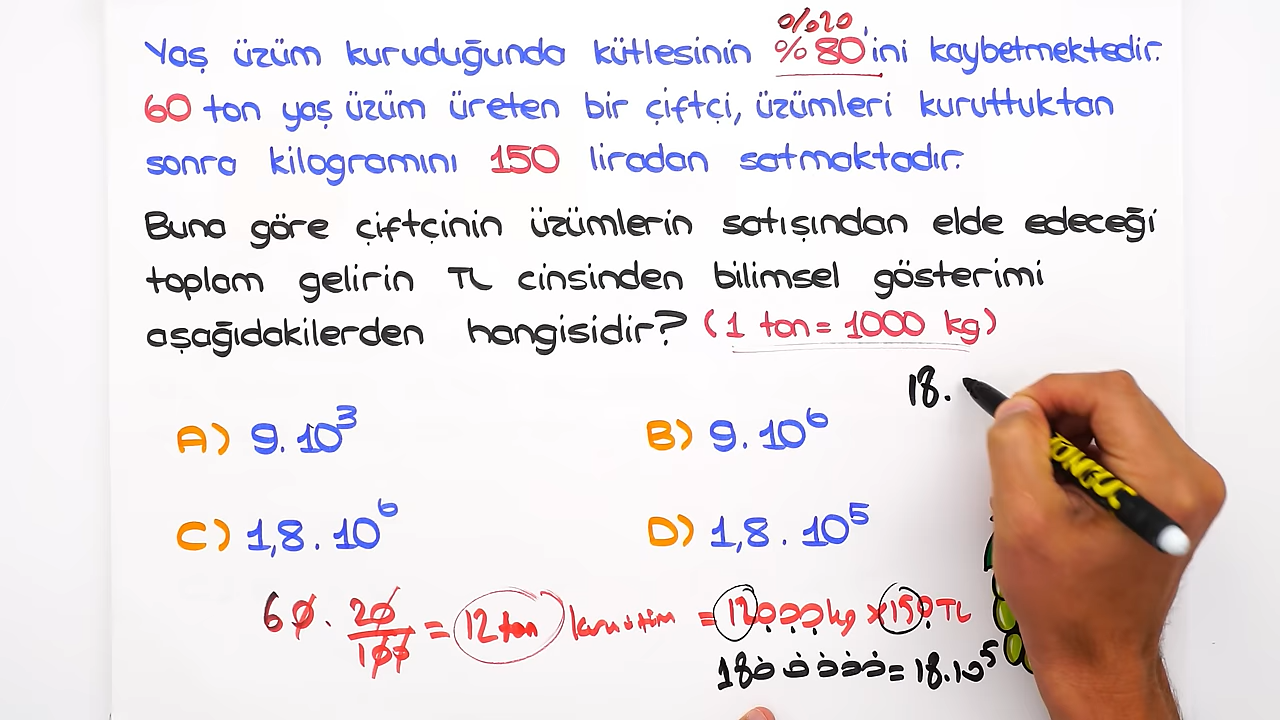 %20
Yaş üzüm kuruduğunda kütlesinin %80'ini kaybetmektedir.
60 ton yaş üzüm üreten bir çiftçi, üzümleri kuruttuktan
sonra kilogramını 150 liradan satmaktadır.
Buna göre çiftçinin üzümlerin satışından elde edeceği
toplam gelirin TL cinsinden bilimsel gösterimi
aşağıdakilerden hangisidir? (1 ton = 1000 kg)
18.
A) 9.10³ B) 9.10⁶
C) 1,8.10⁶ D) 1,8.10⁵
60 . 20/100 = 12 ton kuru üzüm = 12000 kg x 150 TL
1800000 = 18.10⁵
TONGUÇ